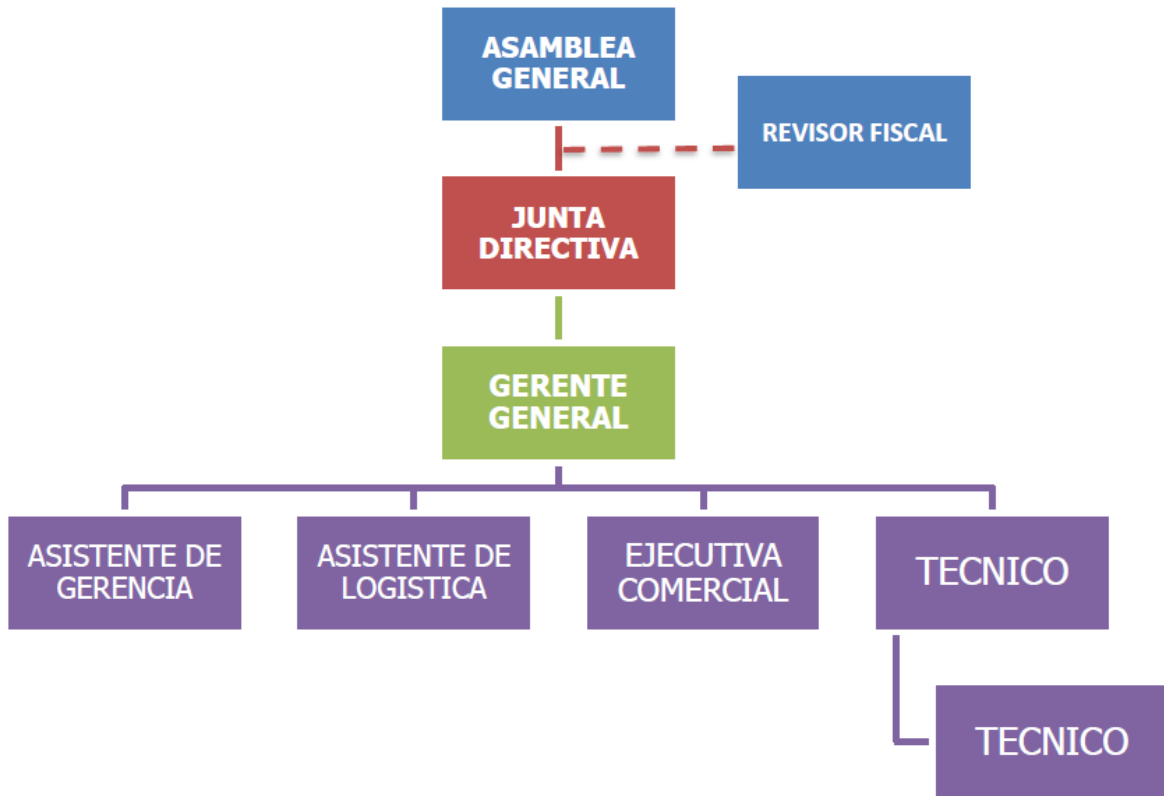 ASAMBLEA
GENERAL
REVISOR FISCAL
JUNTA
DIRECTIVA
GERENTE
GENERAL
ASISTENTE DE
GERENCIA
ASISTENTE DE
LOGISTICA
EJECUTIVA
COMERCIAL
TECNICO
TECNICO